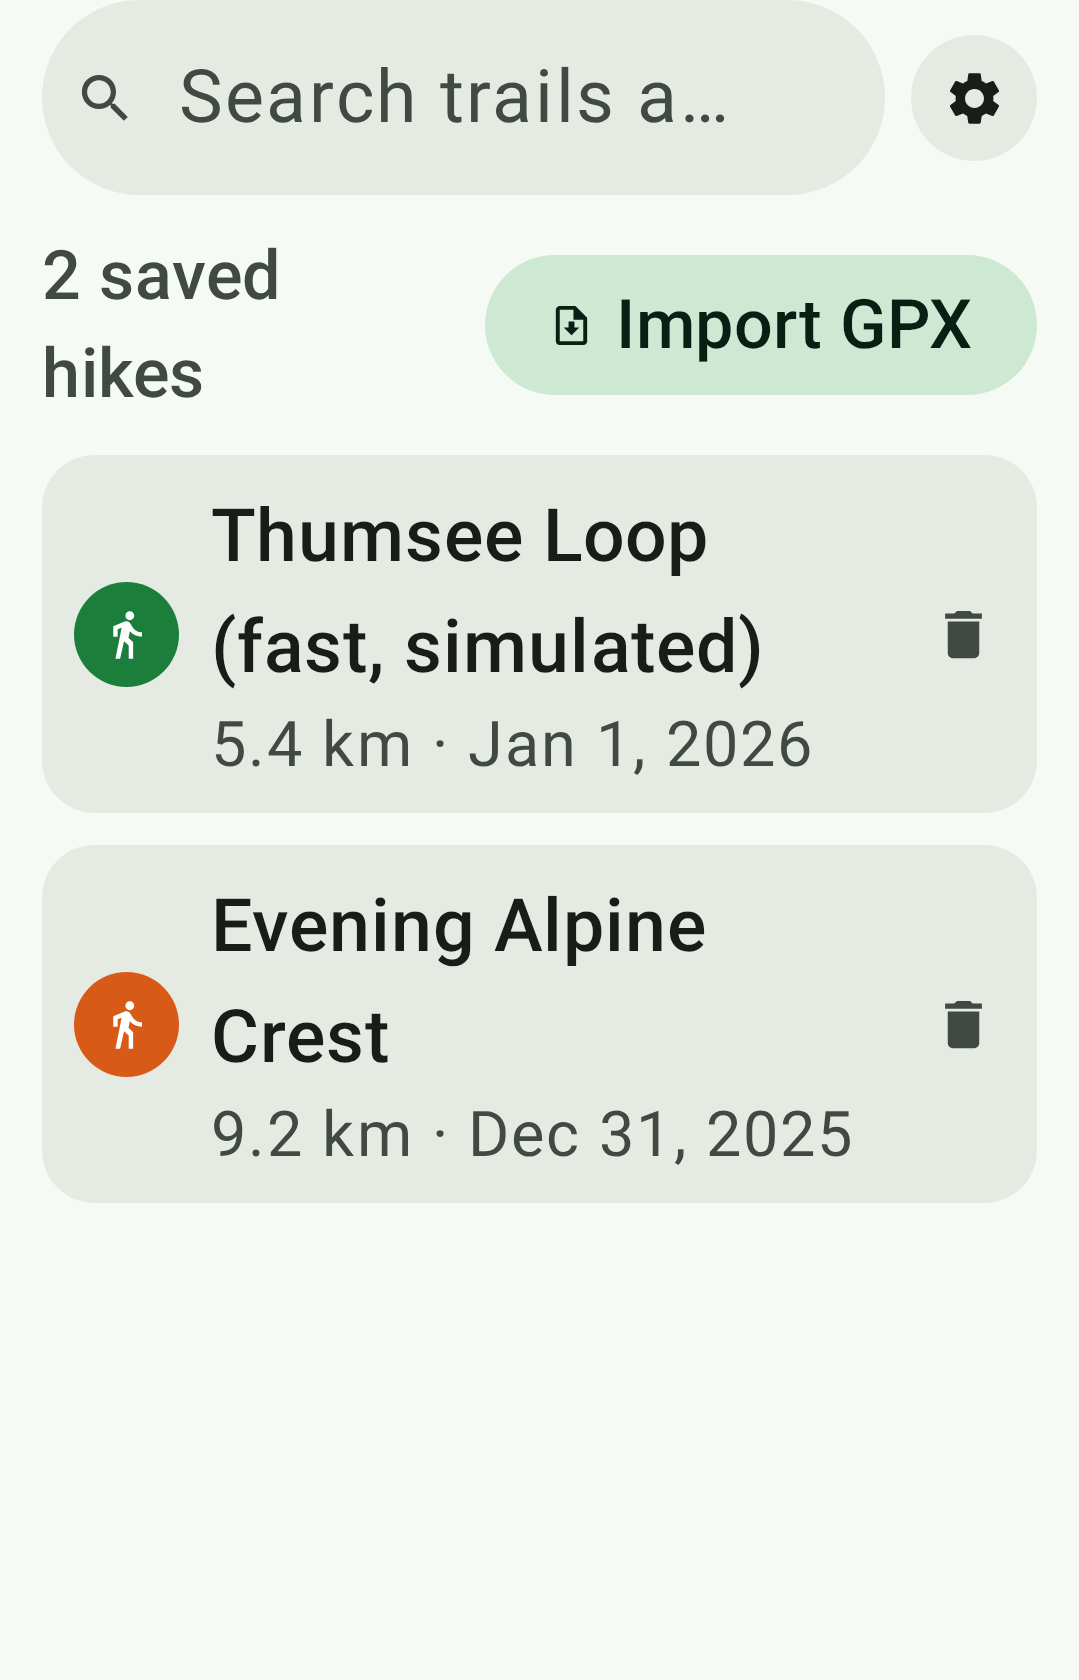 Search trails a…
2 saved
hikes
Import GPX
Thumsee Loop
(fast, simulated)
5.4 km · Jan 1, 2026
Evening Alpine
Crest
9.2 km · Dec 31, 2025